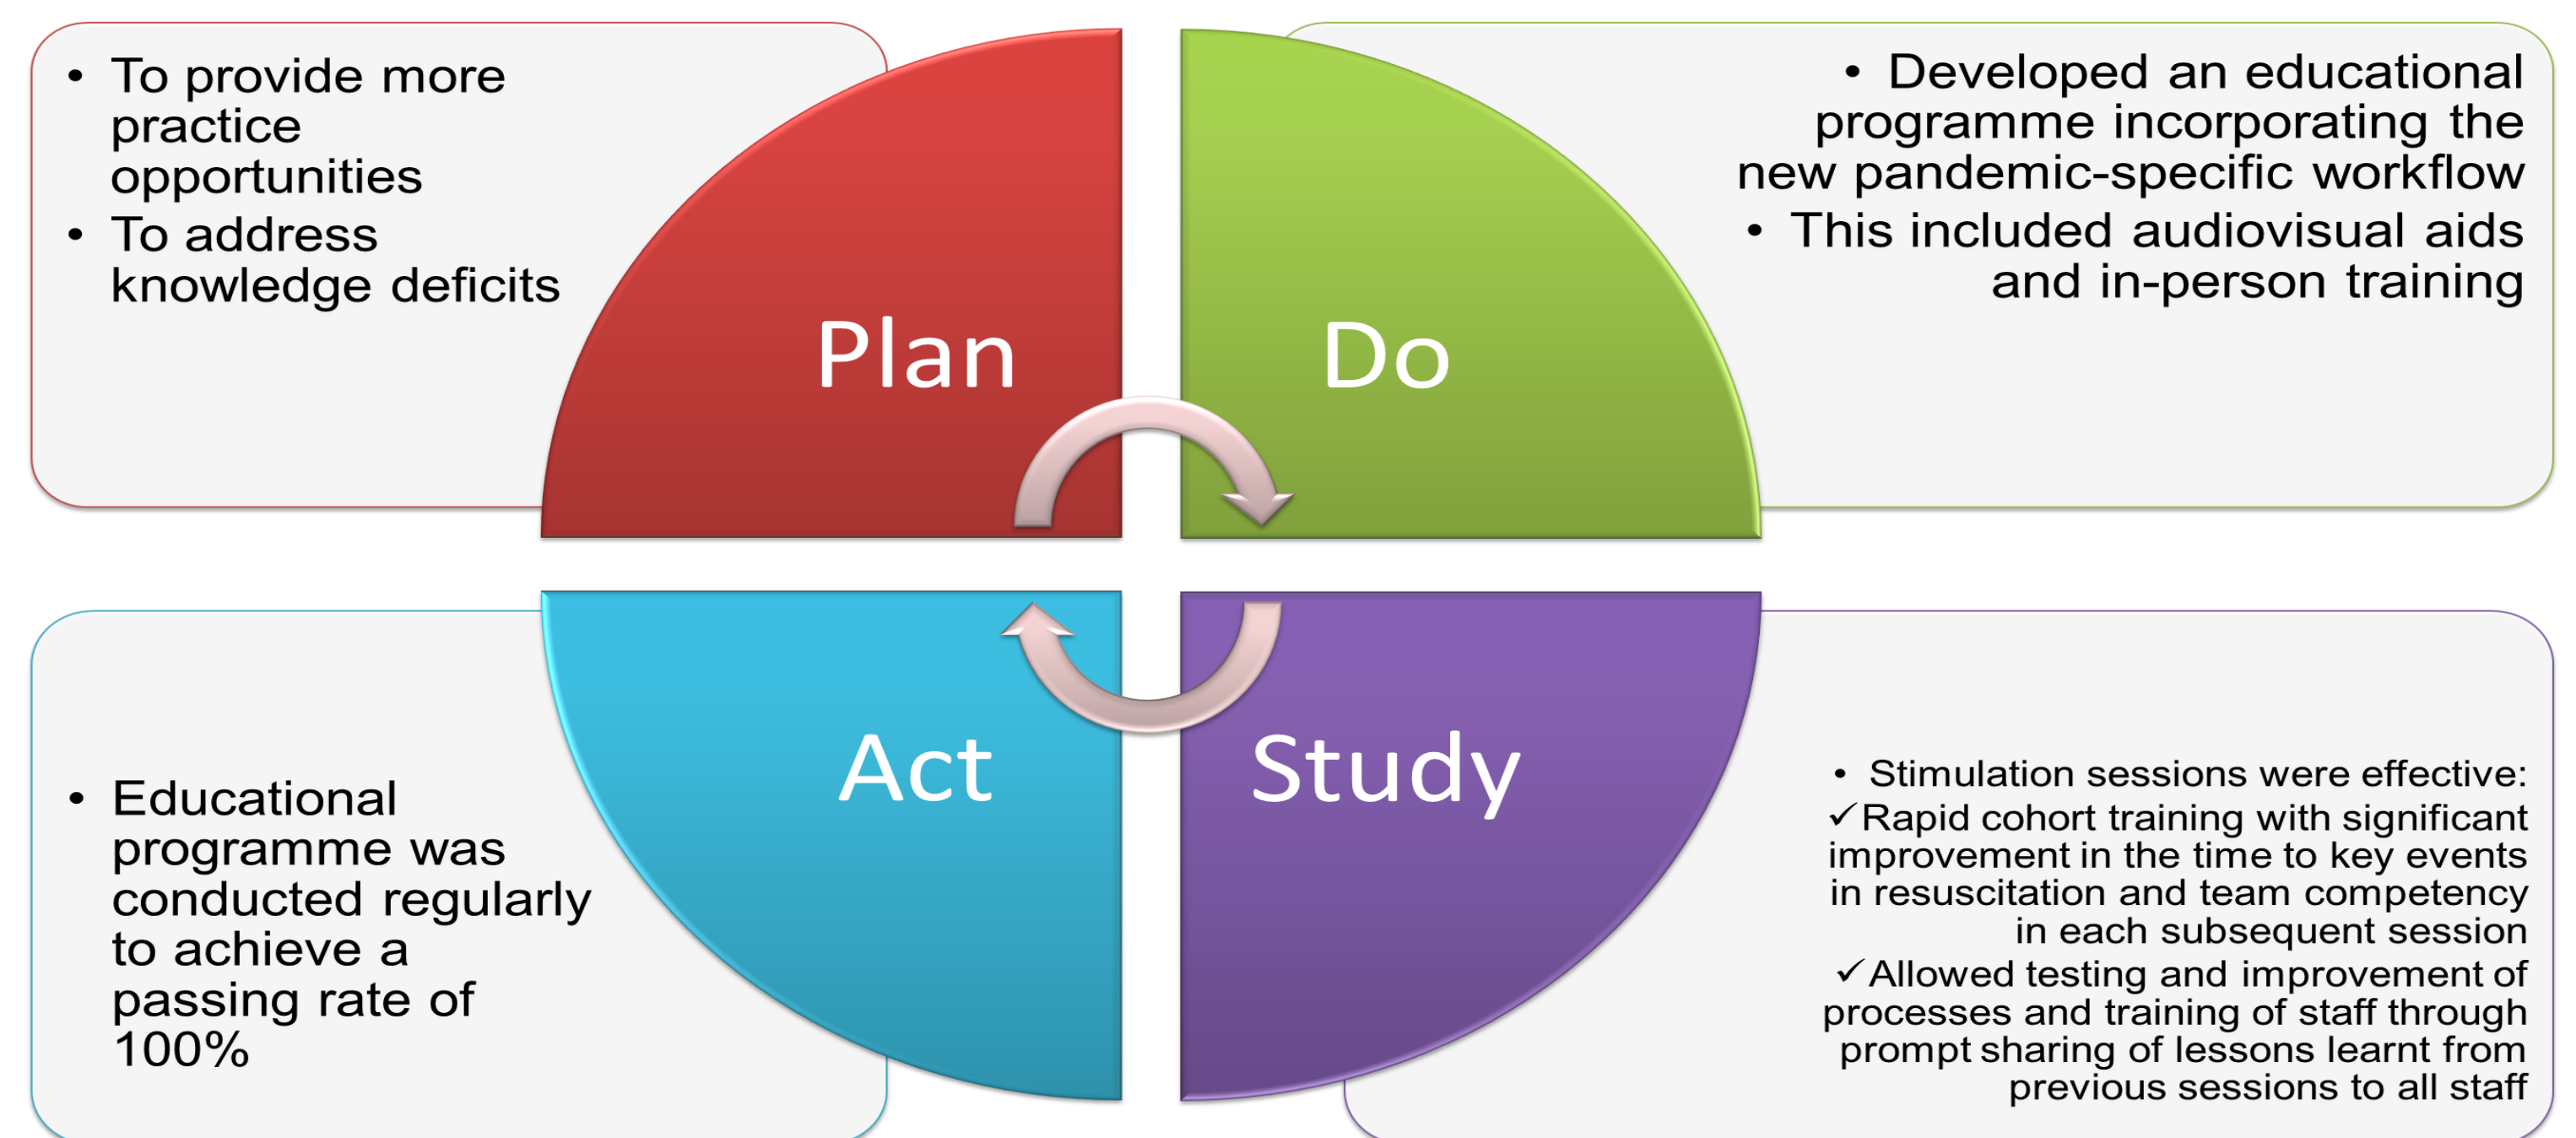 • To provide more
practice
opportunities
• To address
knowledge deficits
Plan
Do
• Developed an educational
programme incorporating the
new pandemic-specific workflow
• This included audiovisual aids
and in-person training
Act
Study
• Educational
programme was
conducted regularly
to achieve a
passing rate of
100%
• Stimulation sessions were effective:
✓Rapid cohort training with significant
improvement in the time to key events
in resuscitation and team competency
in each subsequent session
✓Allowed testing and improvement of
processes and training of staff through
prompt sharing of lessons learnt from
previous sessions to all staff